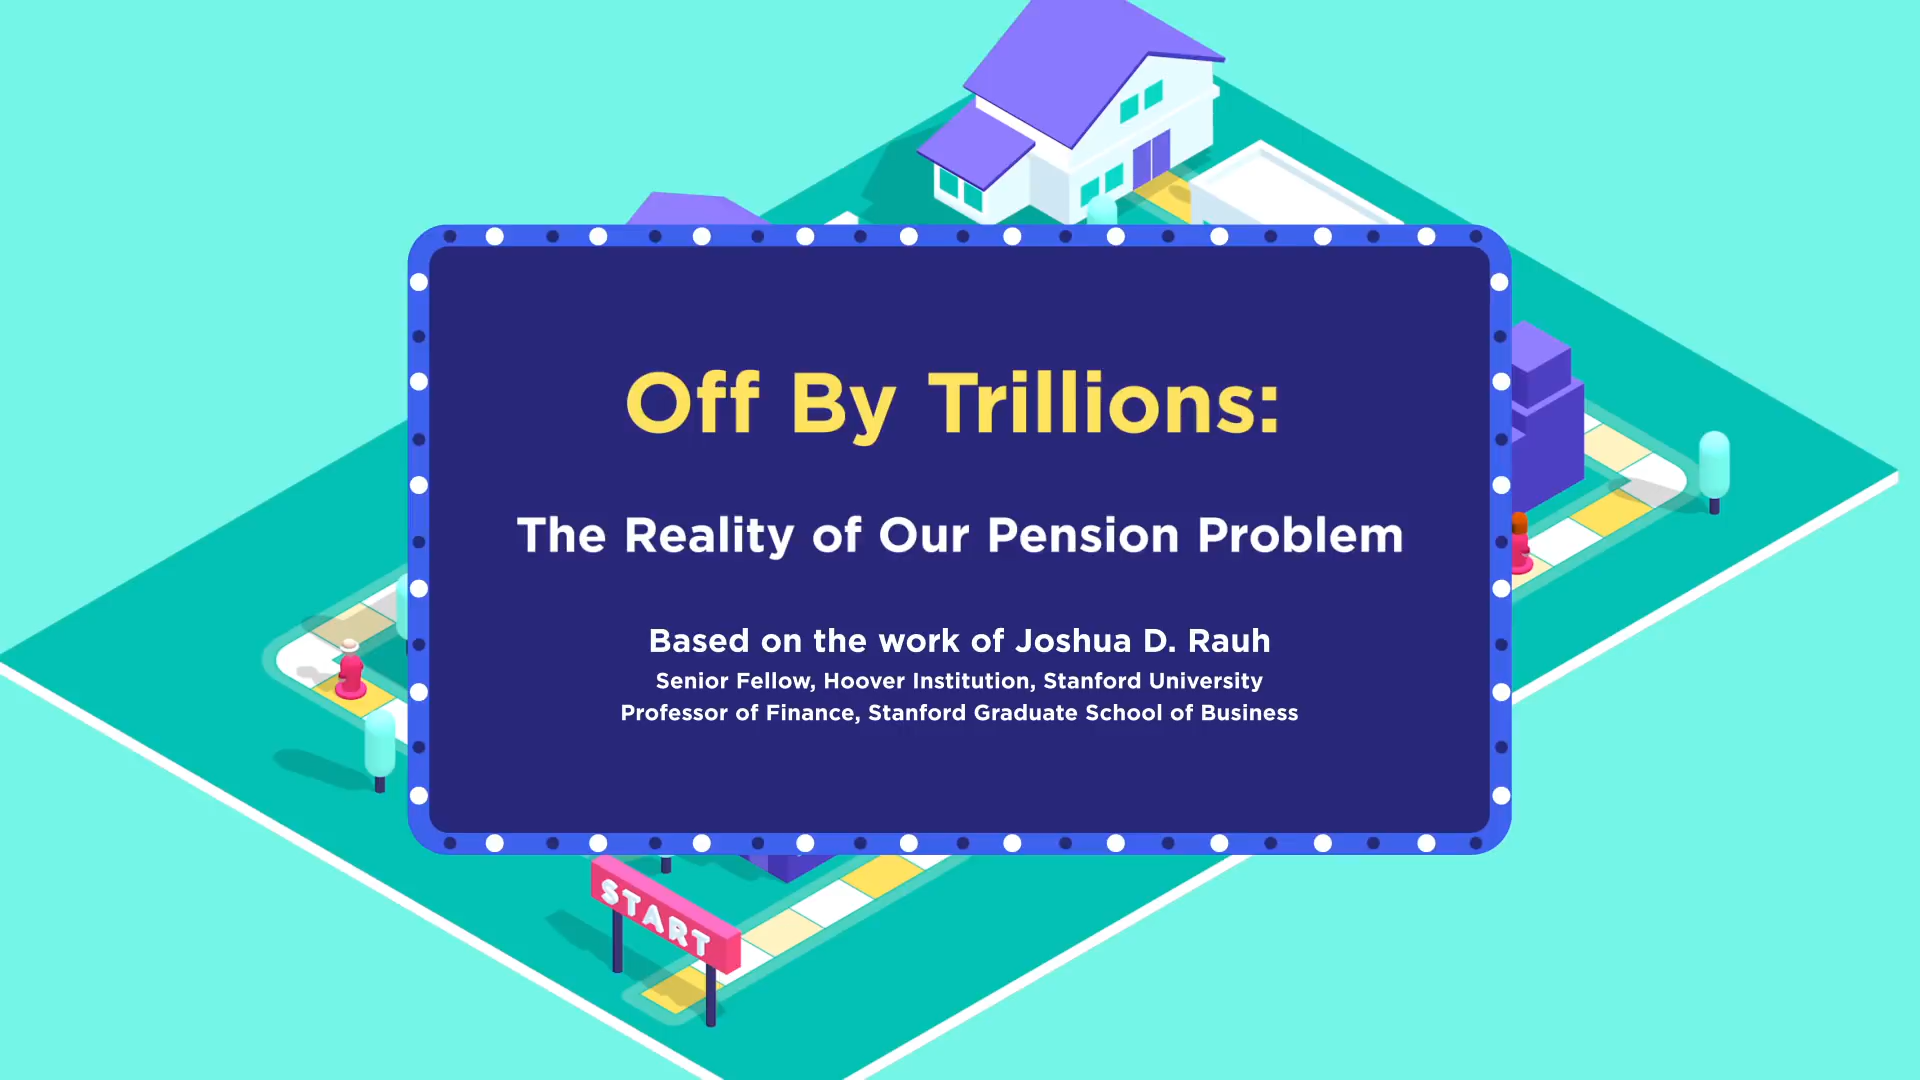 Off By Trillions:
The Reality of Our Pension Problem
Based on the work of Joshua D. Rauh
Senior Fellow, Hoover Institution, Stanford University
Professor of Finance, Stanford Graduate School of Business
START